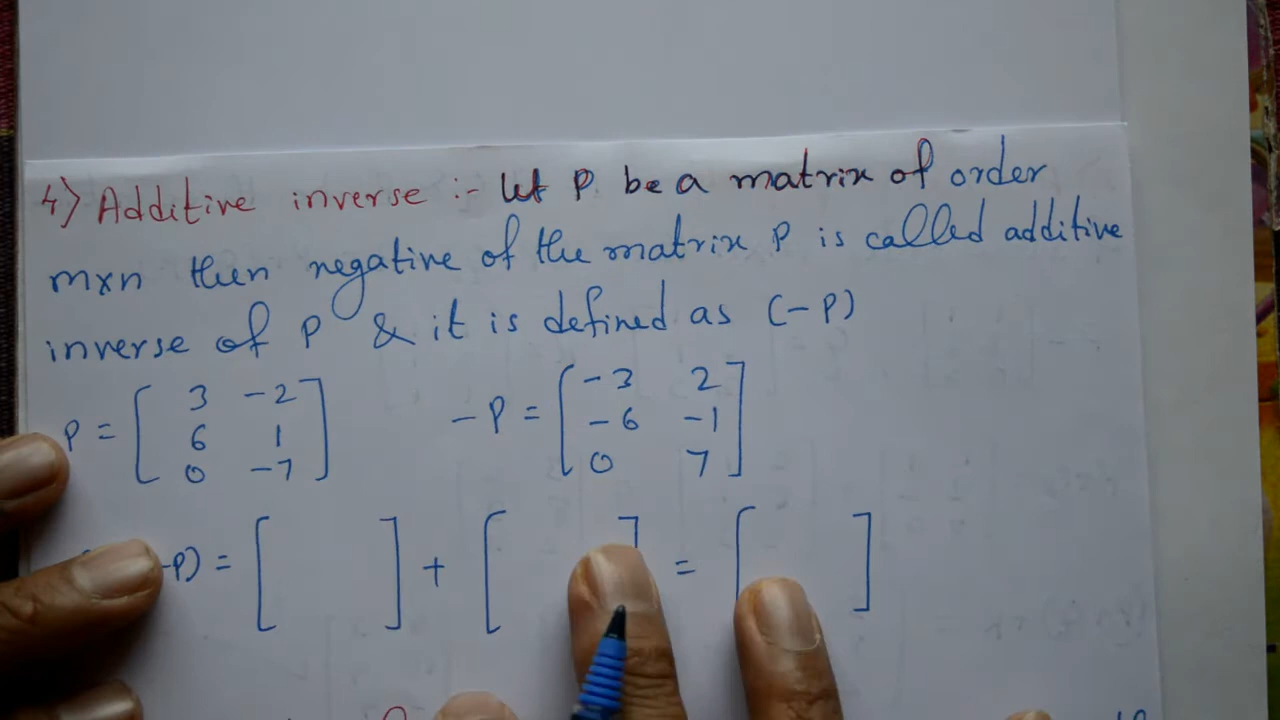 4) Additive inverse :- Let P be a matrix of order
mxn then negative of the matrix P is called additive
inverse of P & it is defined as (-P)
P = [ 3 -2 -P = [ -3 2
6 1 -6 -1
0 -7 ] 0 7 ]
-P) = [ ] + [ ] = [ ]